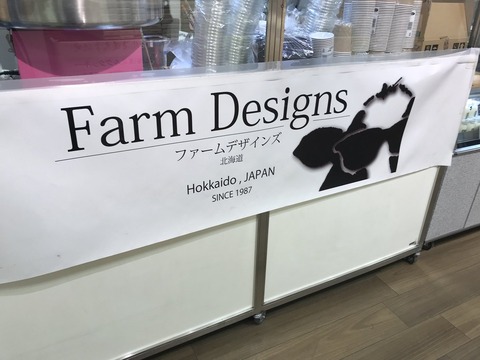 Farm Designs
ファームデザインズ
北海道
Hokkaido , JAPAN
SINCE 1987